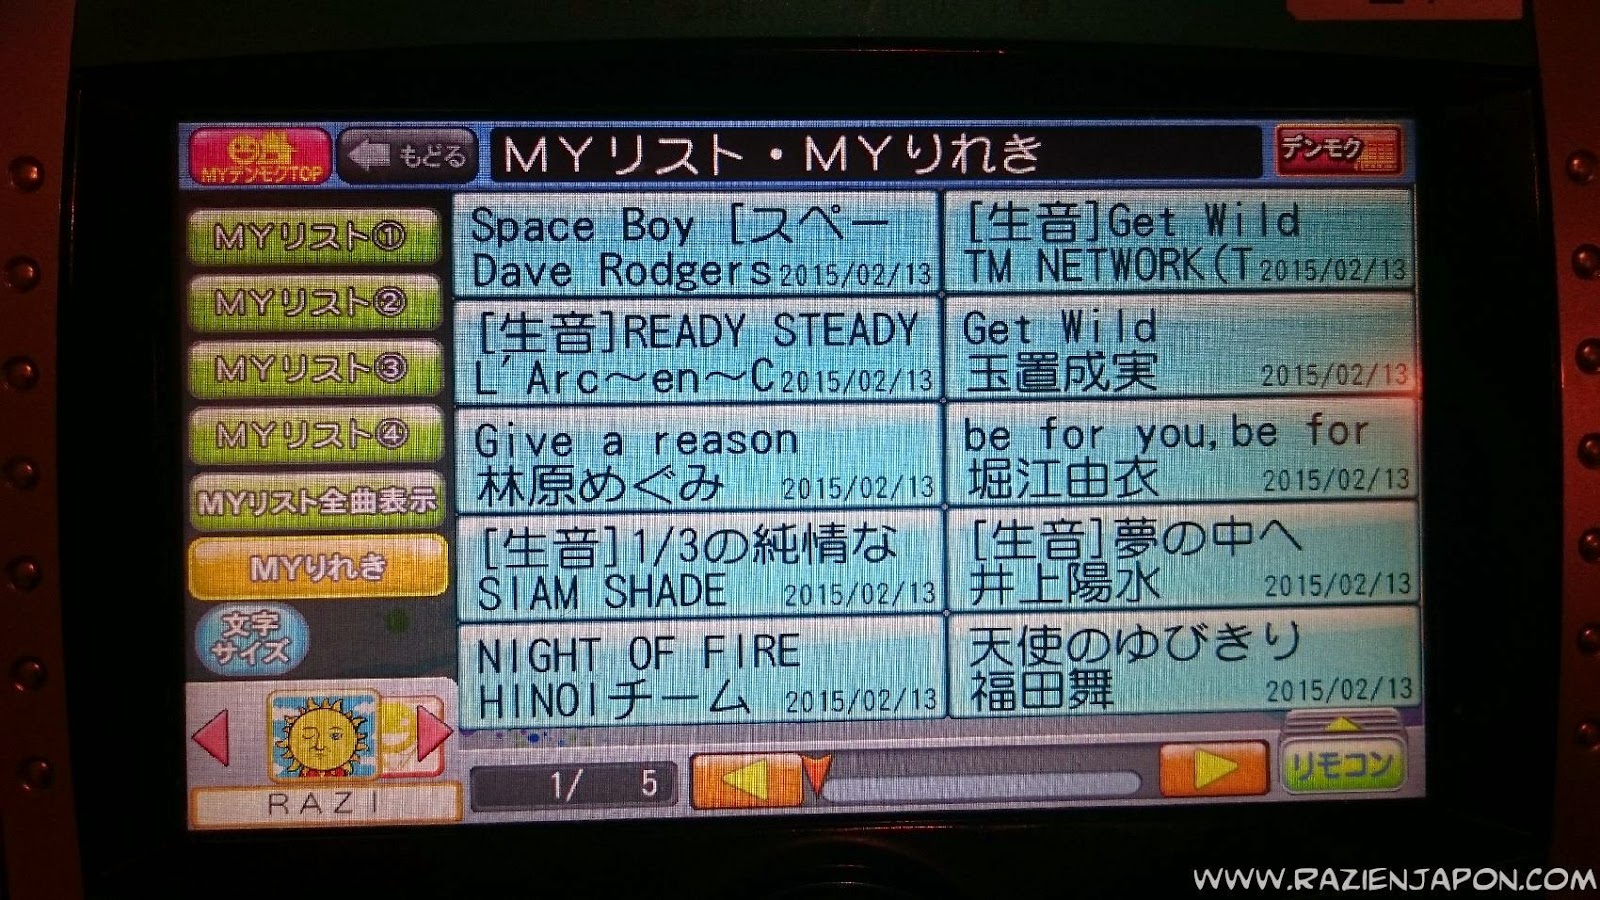 MYデンモクTOP
もどる
MYリスト・MYりれき
デンモク
MYリスト①
MYリスト②
MYリスト③
MYリスト④
MYリスト全曲表示
MYりれき
文字
サイズ
RAZI
Space Boy [スペー
Dave Rodgers 2015/02/13
[生音]Get Wild
TM NETWORK(T 2015/02/13
[生音]READY STEADY
L'Arc～en～C 2015/02/13
Get Wild
玉置成実 2015/02/13
Give a reason
林原めぐみ 2015/02/13
be for you,be for
堀江由衣 2015/02/13
[生音]1/3の純情な
SIAM SHADE 2015/02/13
[生音]夢の中へ
井上陽水 2015/02/13
NIGHT OF FIRE
HINOIチーム 2015/02/13
天使のゆびきり
福田舞 2015/02/13
1/ 5
リモコン
WWW.RAZIENJAPON.COM